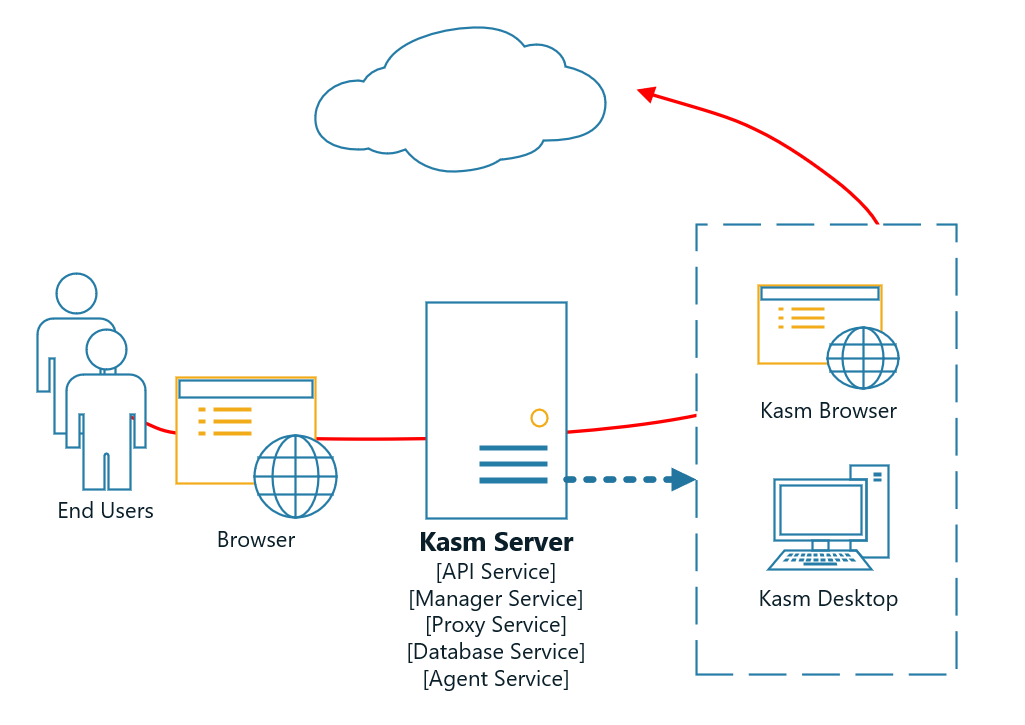 Kasm Browser
End Users
Browser
Kasm Server
[API Service]
[Manager Service]
[Proxy Service]
[Database Service]
[Agent Service]
Kasm Desktop